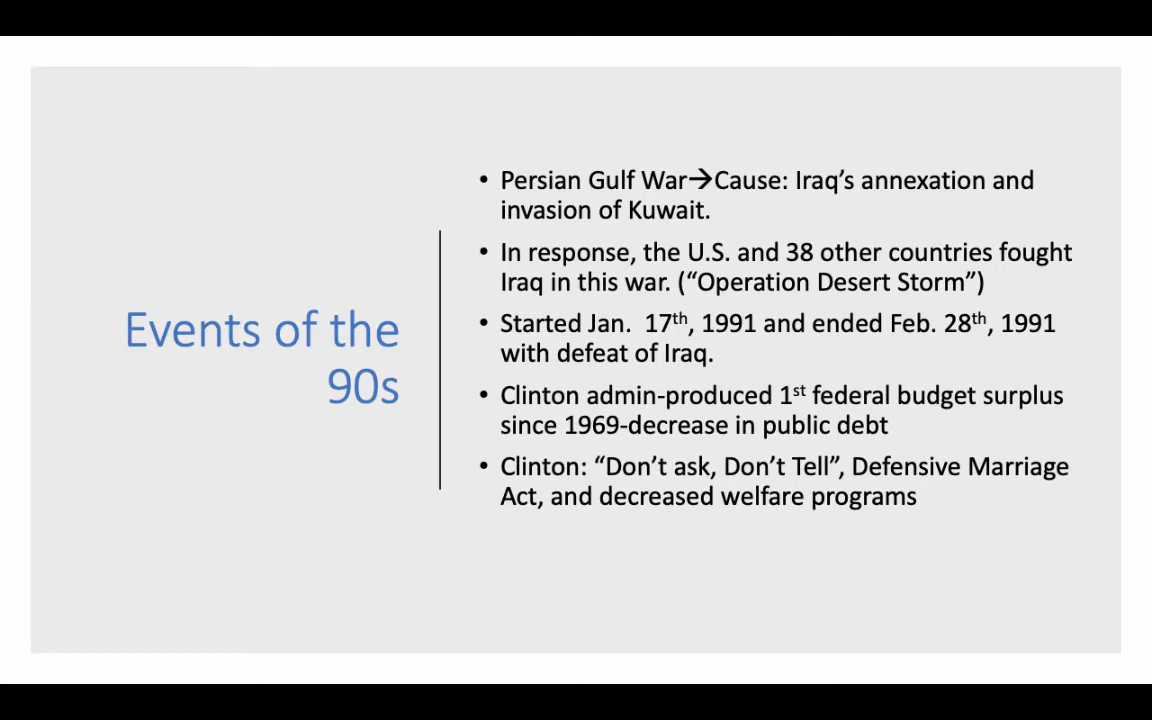 Events of the
90s
• Persian Gulf War→Cause: Iraq's annexation and
invasion of Kuwait.
• In response, the U.S. and 38 other countries fought
Iraq in this war. (“Operation Desert Storm”)
• Started Jan.  17th, 1991 and ended Feb. 28th, 1991
with defeat of Iraq.
• Clinton admin-produced 1st federal budget surplus
since 1969-decrease in public debt
• Clinton: “Don't ask, Don't Tell”, Defensive Marriage
Act, and decreased welfare programs